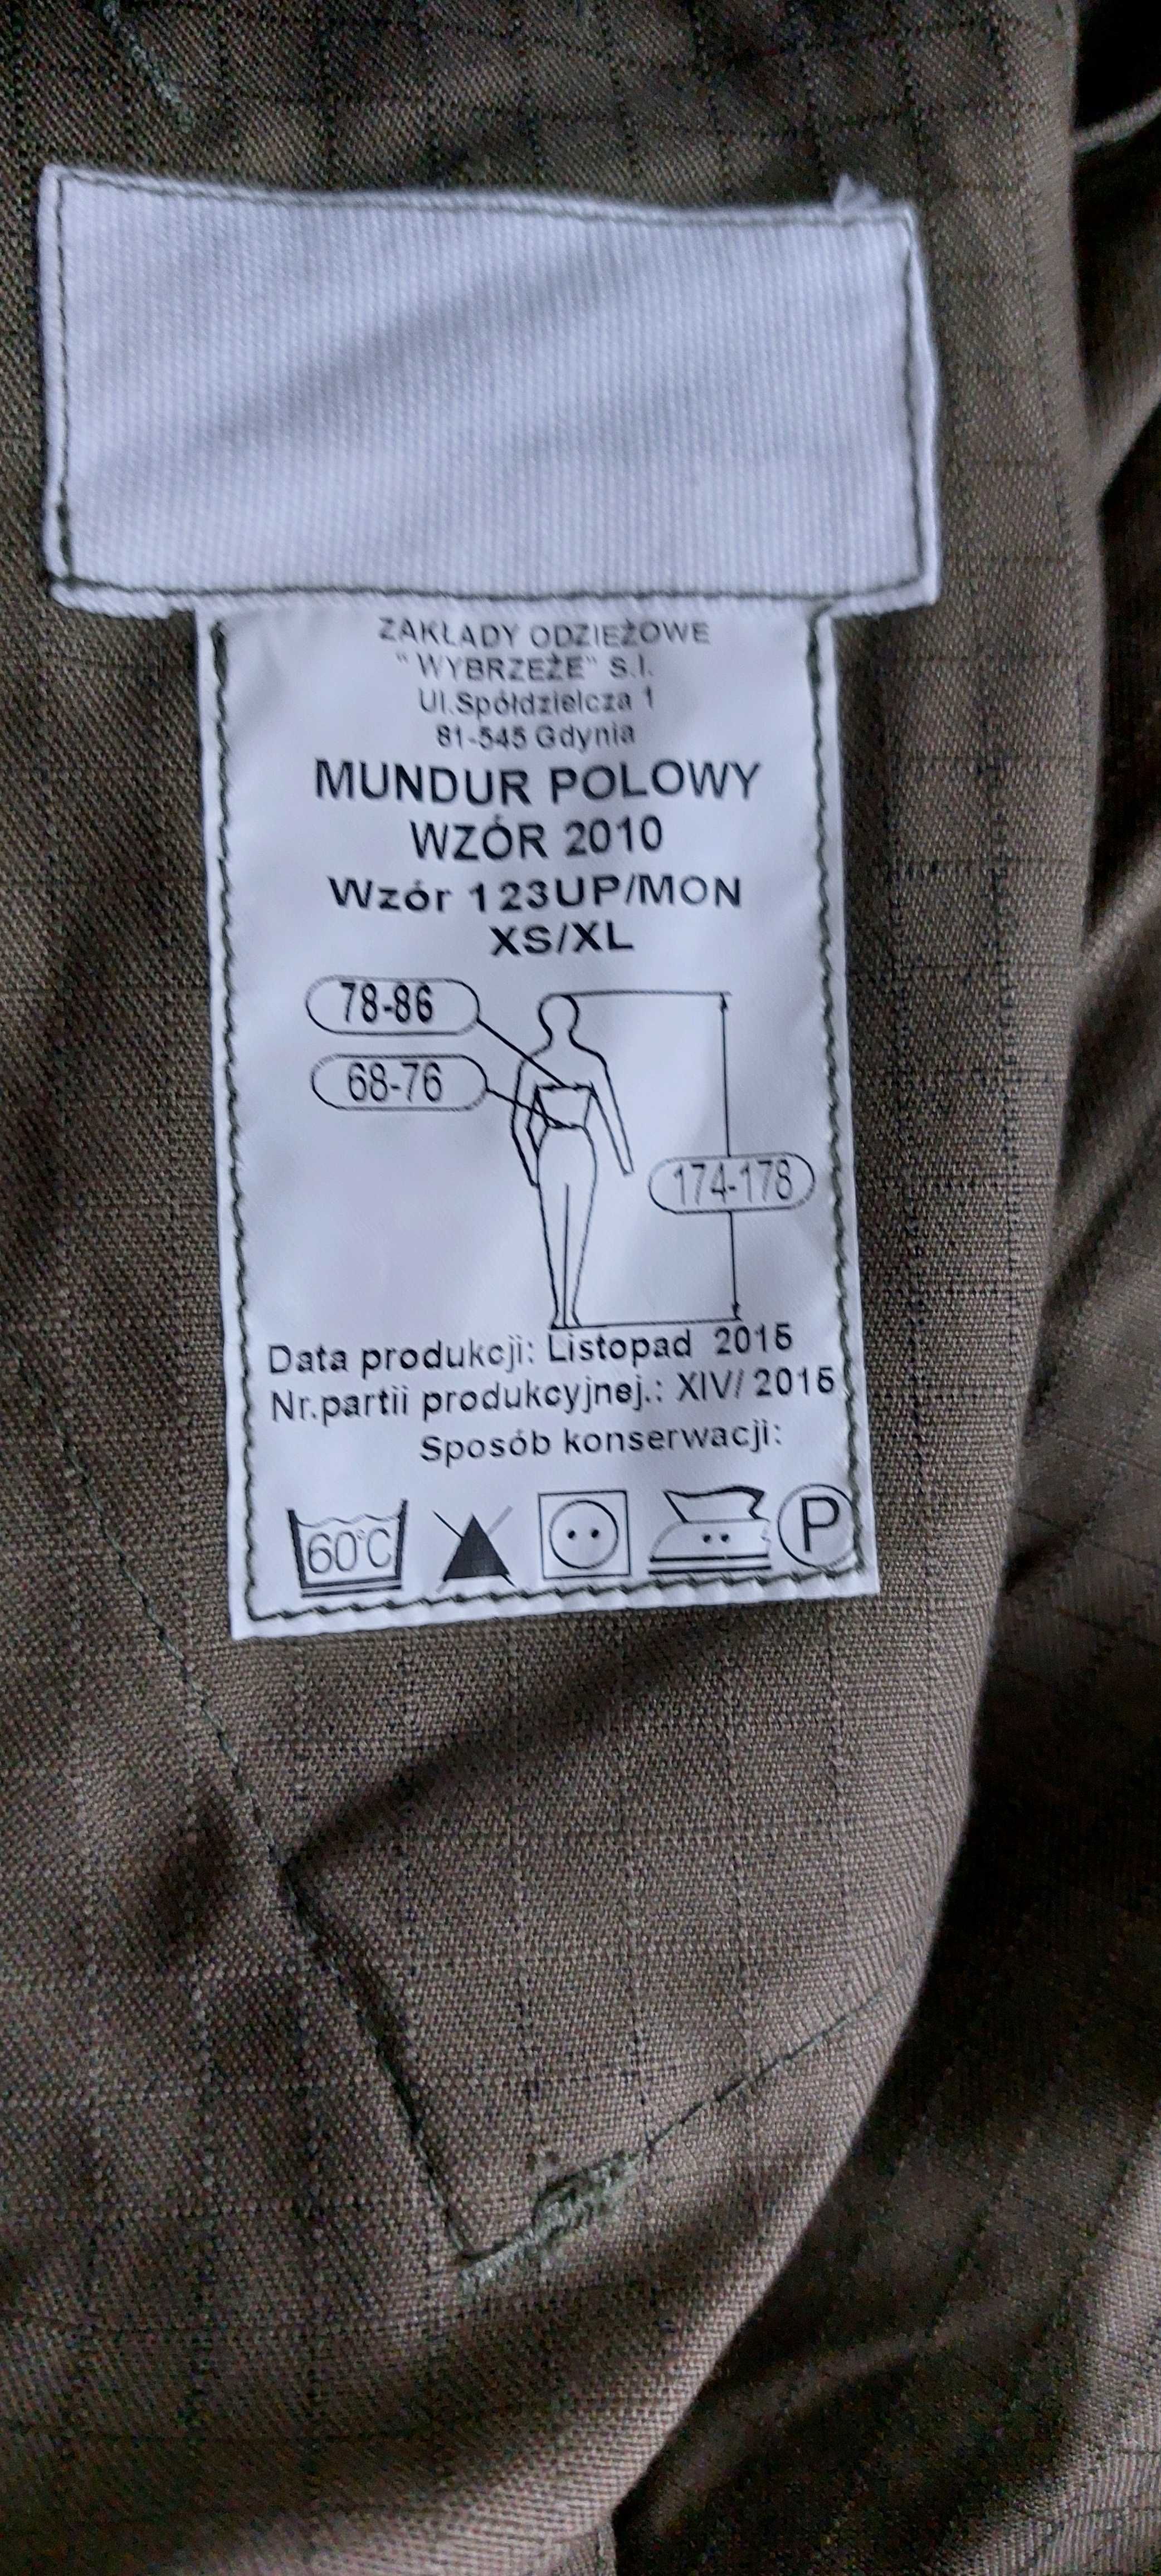 ZAKŁADY ODZIEŻOWE
"WYBRZEŻE" S.I.
Ul.Spółdzielcza 1
81-545 Gdynia
MUNDUR POLOWY
WZÓR 2010
Wzór 123UP/MON
XS/XL
78-86
68-76
174-178
Data produkcji: Listopad 2015
Nr.partii produkcyjnej.: XIV/ 2015
Sposób konserwacji:
60°C P